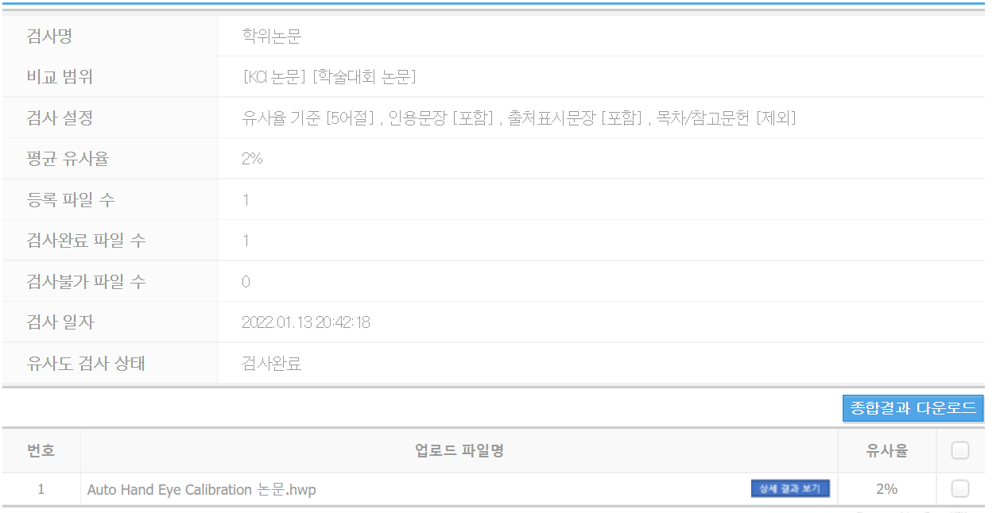 검사명 학위논문
비교 범위 [KCI 논문] [학술대회 논문]
검사 설정 유사율 기준 [5어절] , 인용문장 [포함] , 출처표시문장 [포함] , 목차/참고문헌 [제외]
평균 유사율 2%
등록 파일 수 1
검사완료 파일 수 1
검사불가 파일 수 0
검사 일자 2022.01.13 20:42:18
유사도 검사 상태 검사완료
종합결과 다운로드
번호 업로드 파일명 유사율
1 Auto Hand Eye Calibration 논문.hwp 상세 결과 보기 2%